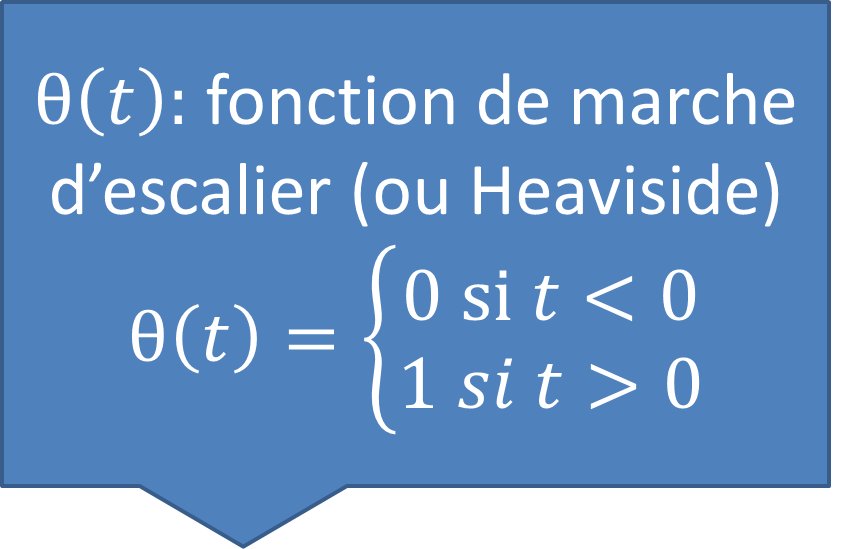 θ(t): fonction de marche
d’escalier (ou Heaviside)
θ(t) = { 0 si t < 0
1 si t > 0